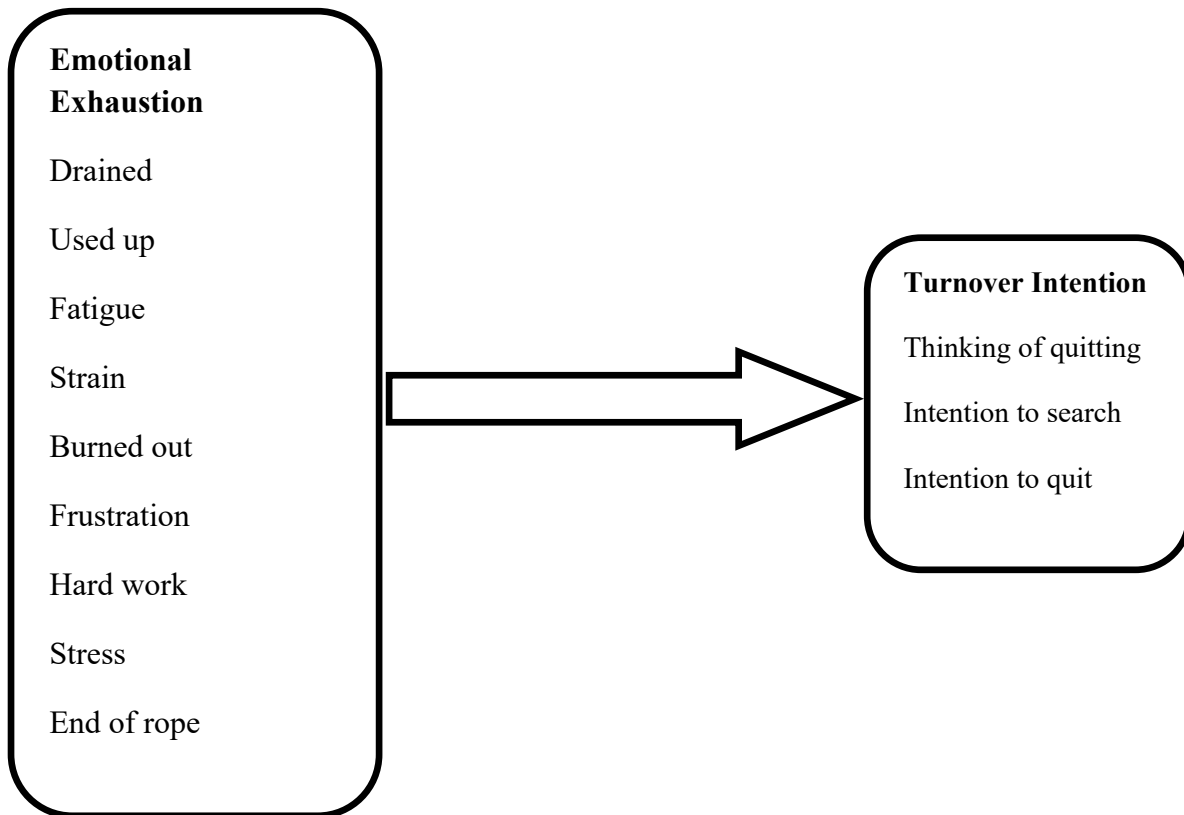 Emotional
Exhaustion
Drained
Used up
Fatigue
Strain
Burned out
Frustration
Hard work
Stress
End of rope
Turnover Intention
Thinking of quitting
Intention to search
Intention to quit